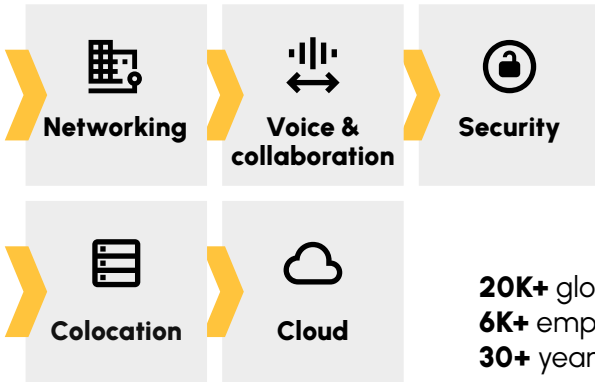 Networking
Voice &
collaboration
Security
Colocation
Cloud
20K+
6K+
30+